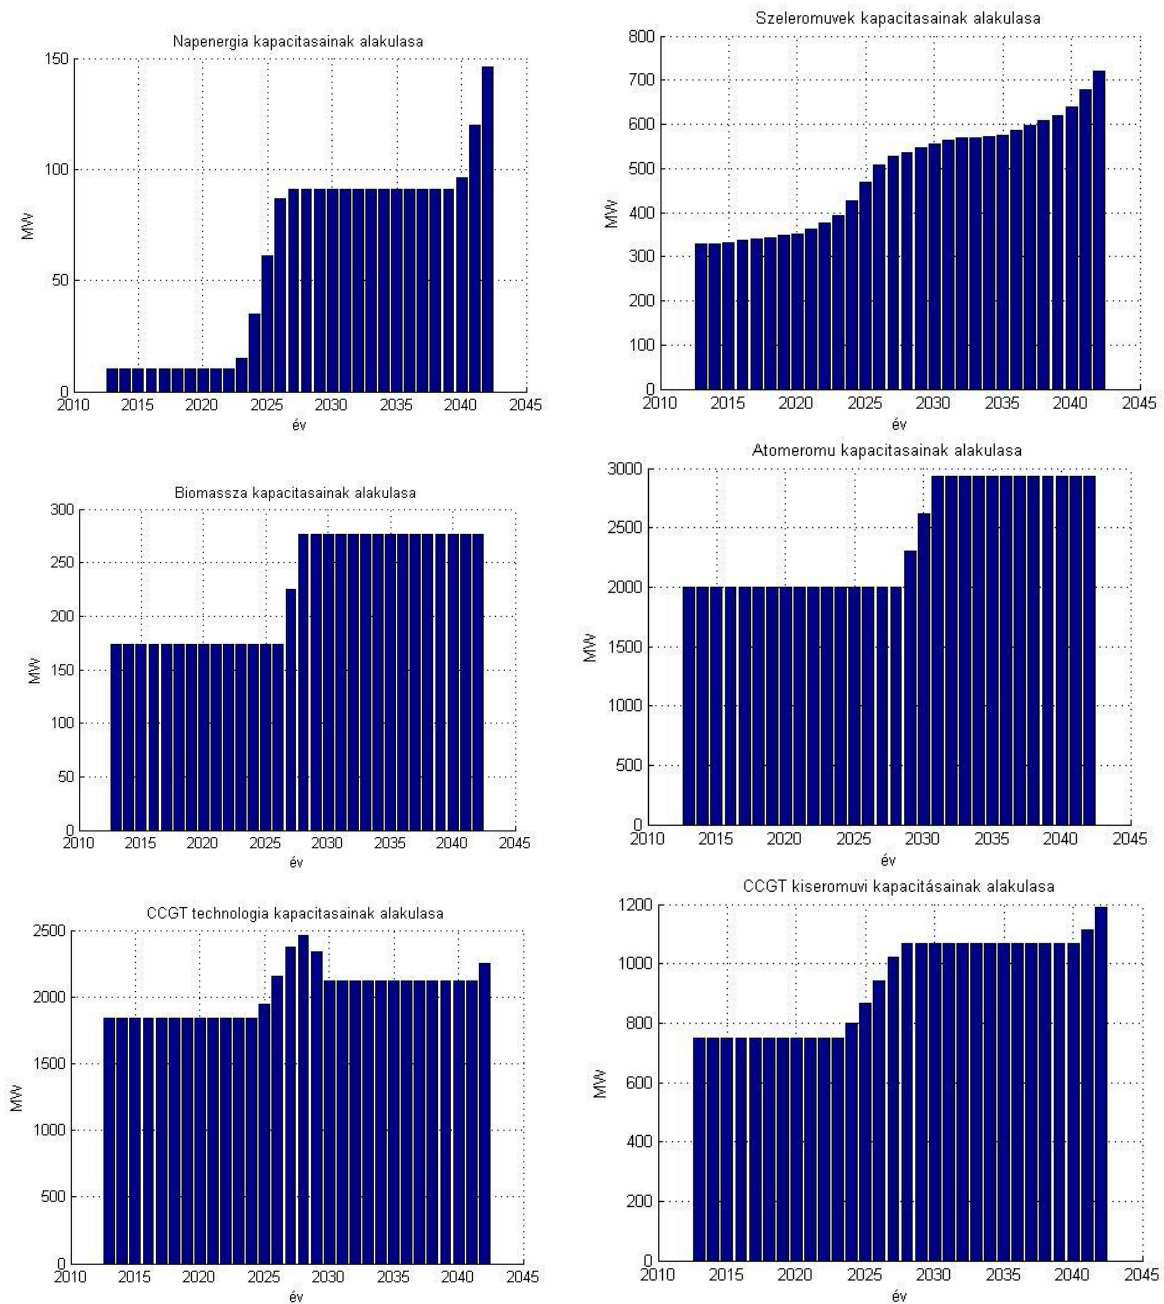 Napenergia kapacitasainak alakulasa
150
100
50
0
MW
2010 2015 2020 2025 2030 2035 2040 2045
év
Szeleromuvek kapacitasainak alakulasa
800
700
600
500
400
300
200
100
0
MW
2010 2015 2020 2025 2030 2035 2040 2045
év
Biomassza kapacitasainak alakulasa
300
250
200
150
100
50
0
MW
2010 2015 2020 2025 2030 2035 2040 2045
év
Atomeromu kapacitasainak alakulasa
3000
2500
2000
1500
1000
500
0
MW
2010 2015 2020 2025 2030 2035 2040 2045
év
CCGT technologia kapacitasainak alakulasa
2500
2000
1500
1000
500
0
MW
2010 2015 2020 2025 2030 2035 2040 2045
év
CCGT kiseromuvi kapacitásainak alakulasa
1200
1000
800
600
400
200
0
MW
2010 2015 2020 2025 2030 2035 2040 2045
év